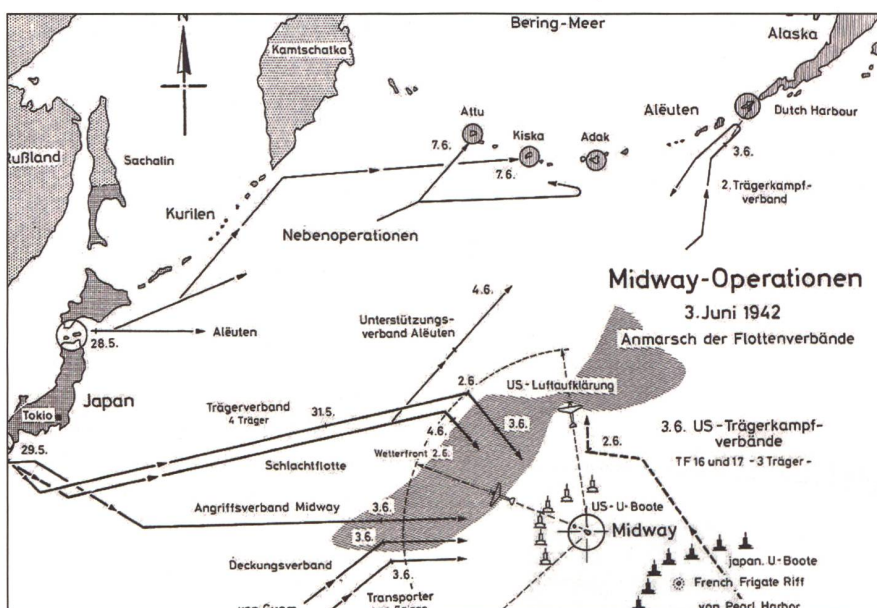 N
Bering-Meer
Alaska
Kamtschatka
Attu
Alëuten
Dutch Harbour
Kiska
Adak
3.6.
7.6.
7.6.
Rußland
Sachalin
2. Trägerkampf-
verband
Kurilen
Nebenoperationen
Midway-Operationen
3. Juni 1942
Anmarsch der Flottenverbände
4.6.
Unterstützungs-
verband Alëuten
Alëuten
28.5.
Japan
Tokio
2.6.
US-Luftaufklärung
Trägerverband
4 Träger
31.5.
3.6.
4.6.
3.6. US-Trägerkampf-
verbände
TF 16 und 17 - 3 Träger -
2.6.
29.5.
Schlachtflotte
Wetterfront 2.6.
Angriffsverband Midway
3.6.
US-U-Boote
Midway
3.6.
Deckungsverband
3.6.
japan. U-Boote
French Frigate Riff
Transporter
von Pearl Harbor